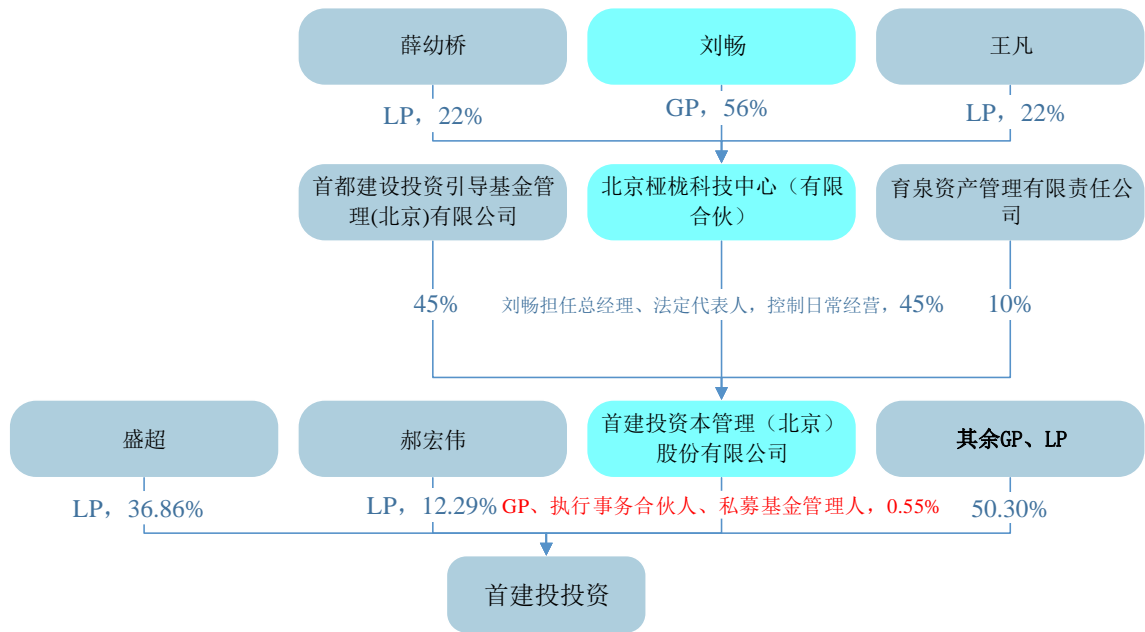 薛幼桥
刘畅
王凡
LP，22%
GP，56%
LP，22%
首都建设投资引导基金管
理(北京)有限公司
北京桠栊科技中心（有限
合伙）
育泉资产管理有限责任公
司
45%
刘畅担任总经理、法定代表人，控制日常经营，45%
10%
盛超
郝宏伟
首建投资本管理（北京）
股份有限公司
其余GP、LP
LP，36.86%
LP，12.29%
GP、执行事务合伙人、私募基金管理人，0.55%
50.30%
首建投投资